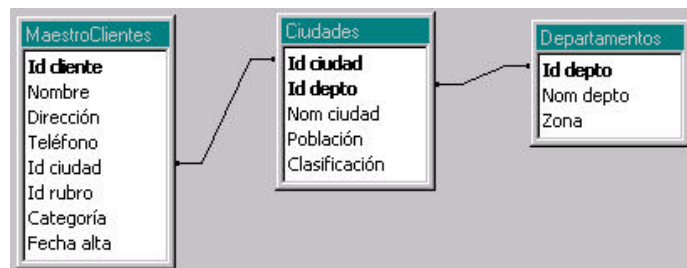 MaestroClientes
Id cliente
Nombre
Dirección
Teléfono
Id ciudad
Id rubro
Categoría
Fecha alta
Ciudades
Id ciudad
Id depto
Nom ciudad
Población
Clasificación
Departamentos
Id depto
Nom depto
Zona